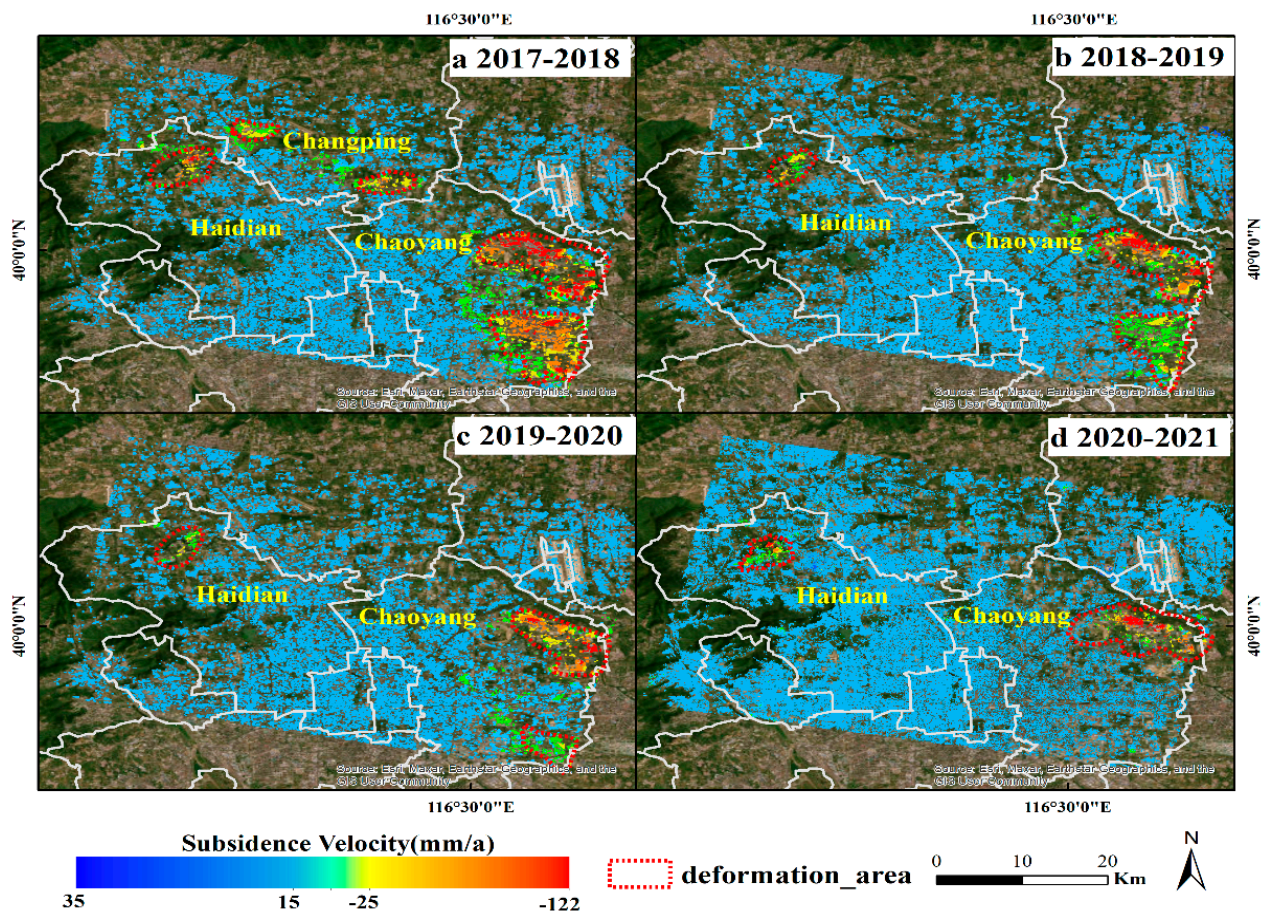 116°30'0"E
116°30'0"E
a 2017-2018
b 2018-2019
Changping
Haidian
Chaoyang
Haidian
Chaoyang
40°0'0"N
40°0'0"N
Source: Esri, Maxar, Earthstar Geographics, and the
GIS User Community
Source: Esri, Maxar, Earthstar Geographics, and the
GIS User Community
c 2019-2020
d 2020-2021
Haidian
Chaoyang
Haidian
Chaoyang
40°0'0"N
40°0'0"N
Source: Esri, Maxar, Earthstar Geographics, and the
GIS User Community
Source: Esri, Maxar, Earthstar Geographics, and the
GIS User Community
116°30'0"E
116°30'0"E
Subsidence Velocity(mm/a)
35 15 -25 -122
deformation_area
0 10 20
Km
N